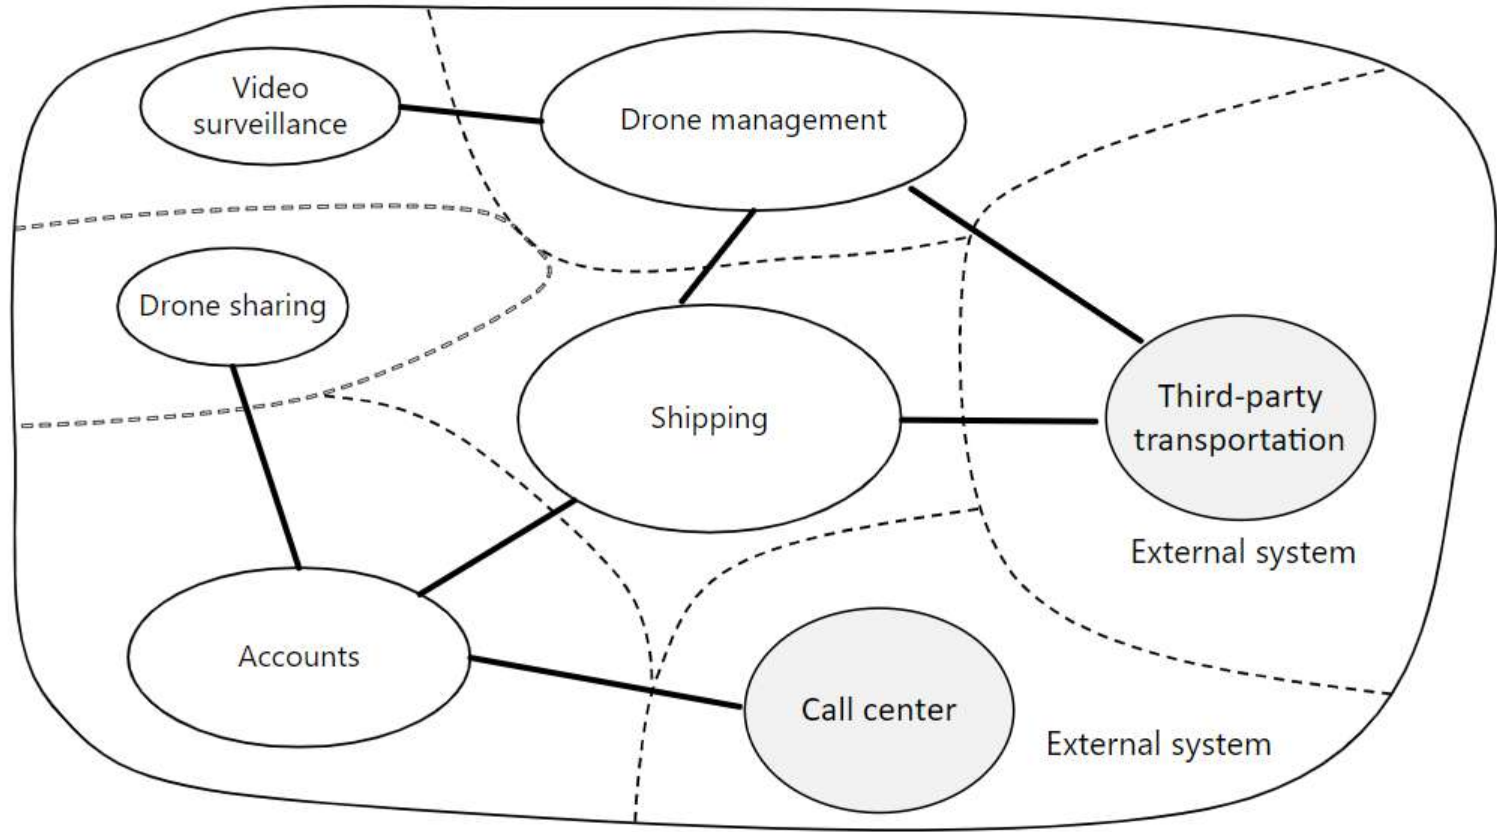 Video
surveillance
Drone management
Drone sharing
Shipping
Third-party
transportation
External system
Accounts
Call center
External system